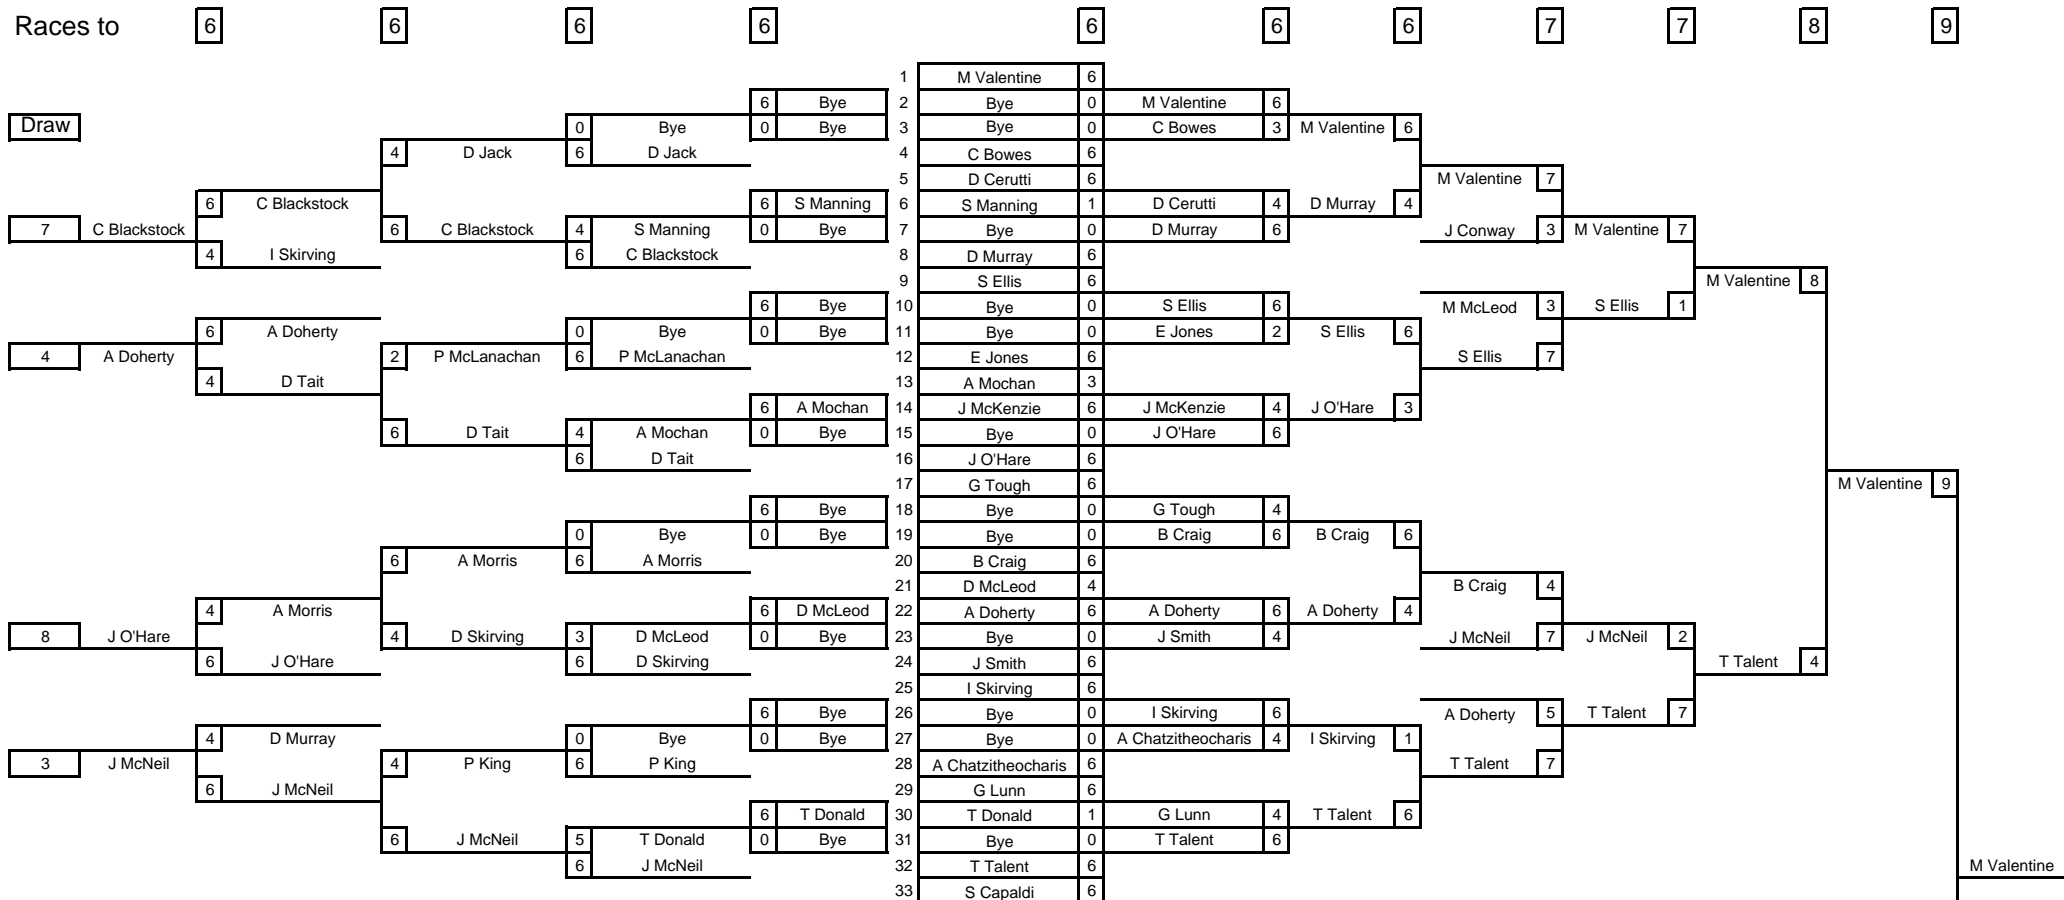 Races to 6 6 6 6 6 6 6 7 7 8 9
1 M Valentine 6
6 Bye 2 Bye 0 M Valentine 6
Draw 0 Bye 0 Bye 3 Bye 0 C Bowes 3 M Valentine 6
4 D Jack 6 D Jack 4 C Bowes 6
5 D Cerutti 6 M Valentine 7
6 C Blackstock 6 S Manning 6 S Manning 1 D Cerutti 4 D Murray 4
7 C Blackstock 6 C Blackstock 4 S Manning 0 Bye 7 Bye 0 D Murray 6 J Conway 3 M Valentine 7
4 I Skirving 6 C Blackstock 8 D Murray 6
9 S Ellis 6 M Valentine 8
6 Bye 10 Bye 0 S Ellis 6 M McLeod 3 S Ellis 1
6 A Doherty 0 Bye 0 Bye 11 Bye 0 E Jones 2 S Ellis 6
4 A Doherty 2 P McLanachan 6 P McLanachan 12 E Jones 6 S Ellis 7
4 D Tait 13 A Mochan 3
6 A Mochan 14 J McKenzie 6 J McKenzie 4 J O'Hare 3
6 D Tait 4 A Mochan 0 Bye 15 Bye 0 J O'Hare 6
6 D Tait 16 J O'Hare 6
17 G Tough 6 M Valentine 9
6 Bye 18 Bye 0 G Tough 4
0 Bye 0 Bye 19 Bye 0 B Craig 6 B Craig 6
6 A Morris 6 A Morris 20 B Craig 6
21 D McLeod 4 B Craig 4
4 A Morris 6 D McLeod 22 A Doherty 6 A Doherty 6 A Doherty 4
8 J O'Hare 4 D Skirving 3 D McLeod 0 Bye 23 Bye 0 J Smith 4 J McNeil 7 J McNeil 2
6 J O'Hare 6 D Skirving 24 J Smith 6 T Talent 4
25 I Skirving 6
6 Bye 26 Bye 0 I Skirving 6 A Doherty 5 T Talent 7
4 D Murray 0 Bye 0 Bye 27 Bye 0 A Chatzitheocharis 4 I Skirving 1
3 J McNeil 4 P King 6 P King 28 A Chatzitheocharis 6 T Talent 7
6 J McNeil 29 G Lunn 6
6 T Donald 30 T Donald 1 G Lunn 4 T Talent 6
6 J McNeil 5 T Donald 0 Bye 31 Bye 0 T Talent 6
6 J McNeil 32 T Talent 6 M Valentine
33 S Capaldi 6